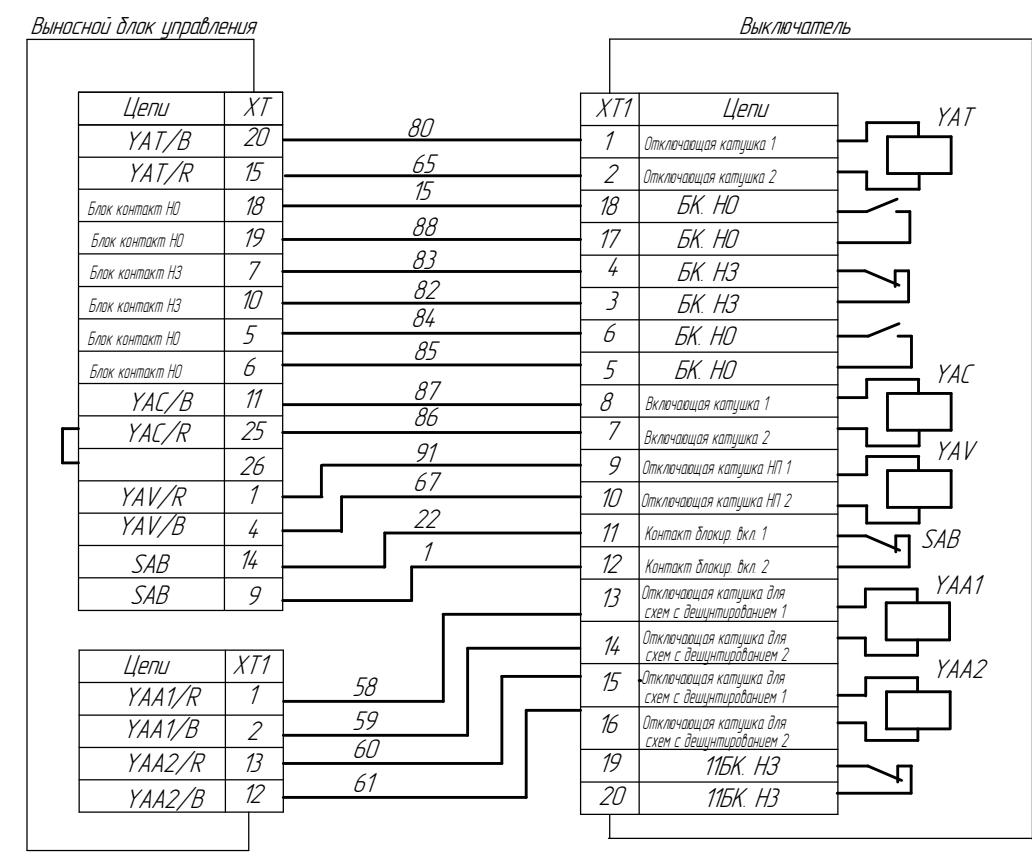 Выносной блок управления
Выключатель
Цепи XT
YAT/B 20
YAT/R 15
Блок контакт НО 18
Блок контакт НО 19
Блок контакт НЗ 7
Блок контакт НЗ 10
Блок контакт НО 5
Блок контакт НО 6
YAC/B 11
YAC/R 25
26
YAV/R 1
YAV/B 4
SAB 14
SAB 9
Цепи XT1
YAA1/R 1
YAA1/B 2
YAA2/R 13
YAA2/B 12
80
65
15
88
83
82
84
85
87
86
91
67
22
1
58
59
60
61
XT1 Цепи
1 Отключающая катушка 1
2 Отключающая катушка 2
18 БК. НО
17 БК. НО
4 БК. НЗ
3 БК. НЗ
6 БК. НО
5 БК. НО
8 Включающая катушка 1
7 Включающая катушка 2
9 Отключающая катушка НП 1
10 Отключающая катушка НП 2
11 Контакт блокир. вкл. 1
12 Контакт блокир. вкл. 2
13 Отключающая катушка для
схем с дешунтированием 1
14 Отключающая катушка для
схем с дешунтированием 2
15 Отключающая катушка для
схем с дешунтированием 1
16 Отключающая катушка для
схем с дешунтированием 2
19 11БК. НЗ
20 11БК. НЗ
YAT
YAC
YAV
SAB
YAA1
YAA2